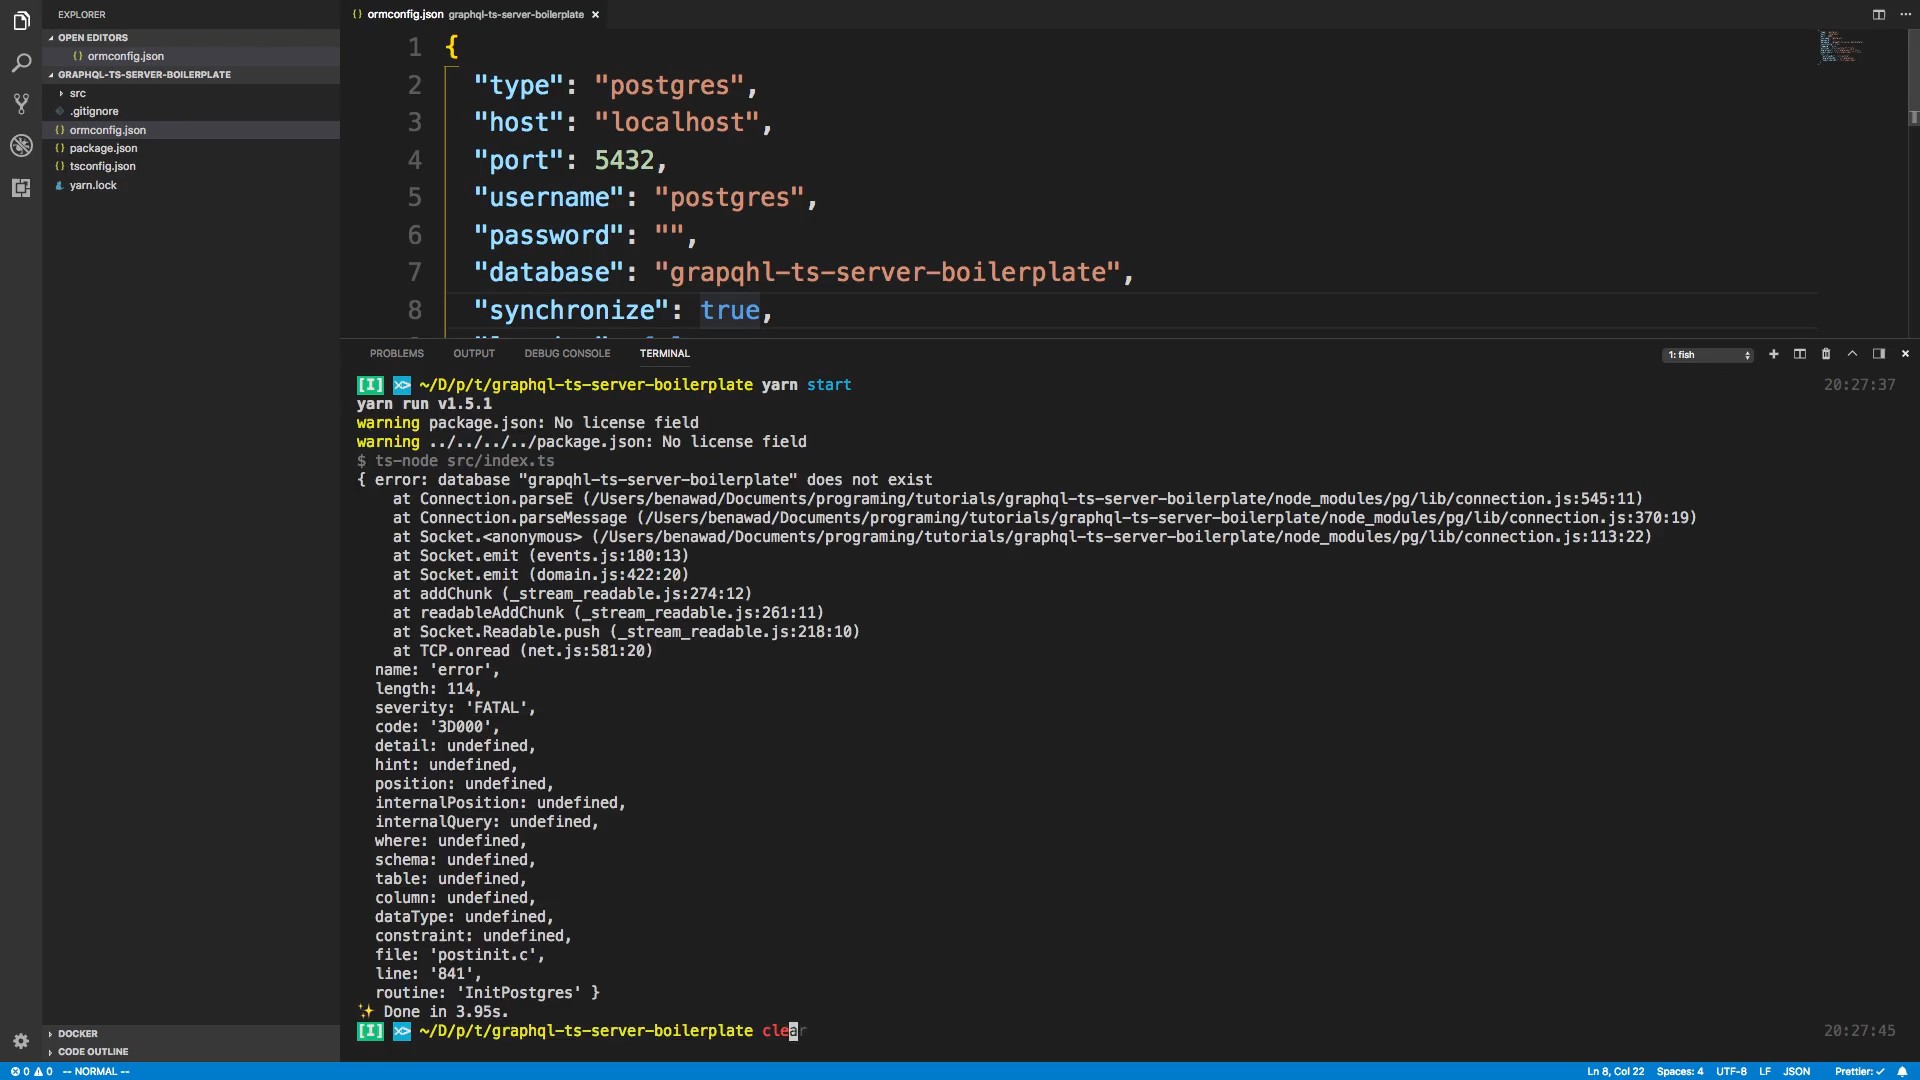 EXPLORER
OPEN EDITORS
{} ormconfig.json
GRAPHQL-TS-SERVER-BOILERPLATE
src
.gitignore
{} ormconfig.json
{} package.json
{} tsconfig.json
yarn.lock
DOCKER
CODE OUTLINE
{} ormconfig.json graphql-ts-server-boilerplate ×
1 {
2 "type": "postgres",
3 "host": "localhost",
4 "port": 5432,
5 "username": "postgres",
6 "password": "",
7 "database": "grapqhl-ts-server-boilerplate",
8 "synchronize": true,
PROBLEMS OUTPUT DEBUG CONSOLE TERMINAL 1: fish
[I] >> ~/D/p/t/graphql-ts-server-boilerplate yarn start 20:27:37
yarn run v1.5.1
warning package.json: No license field
warning ../../../../package.json: No license field
$ ts-node src/index.ts
{ error: database "grapqhl-ts-server-boilerplate" does not exist
at Connection.parseE (/Users/benawad/Documents/programing/tutorials/graphql-ts-server-boilerplate/node_modules/pg/lib/connection.js:545:11)
at Connection.parseMessage (/Users/benawad/Documents/programing/tutorials/graphql-ts-server-boilerplate/node_modules/pg/lib/connection.js:370:19)
at Socket.<anonymous> (/Users/benawad/Documents/programing/tutorials/graphql-ts-server-boilerplate/node_modules/pg/lib/connection.js:113:22)
at Socket.emit (events.js:180:13)
at Socket.emit (domain.js:422:20)
at addChunk (_stream_readable.js:274:12)
at readableAddChunk (_stream_readable.js:261:11)
at Socket.Readable.push (_stream_readable.js:218:10)
at TCP.onread (net.js:581:20)
name: 'error',
length: 114,
severity: 'FATAL',
code: '3D000',
detail: undefined,
hint: undefined,
position: undefined,
internalPosition: undefined,
internalQuery: undefined,
where: undefined,
schema: undefined,
table: undefined,
column: undefined,
dataType: undefined,
constraint: undefined,
file: 'postinit.c',
line: '841',
routine: 'InitPostgres' }
✨ Done in 3.95s.
[I] >> ~/D/p/t/graphql-ts-server-boilerplate clear 20:27:45
0 0 -- NORMAL -- Ln 8, Col 22 Spaces: 4 UTF-8 LF JSON Prettier: ✓